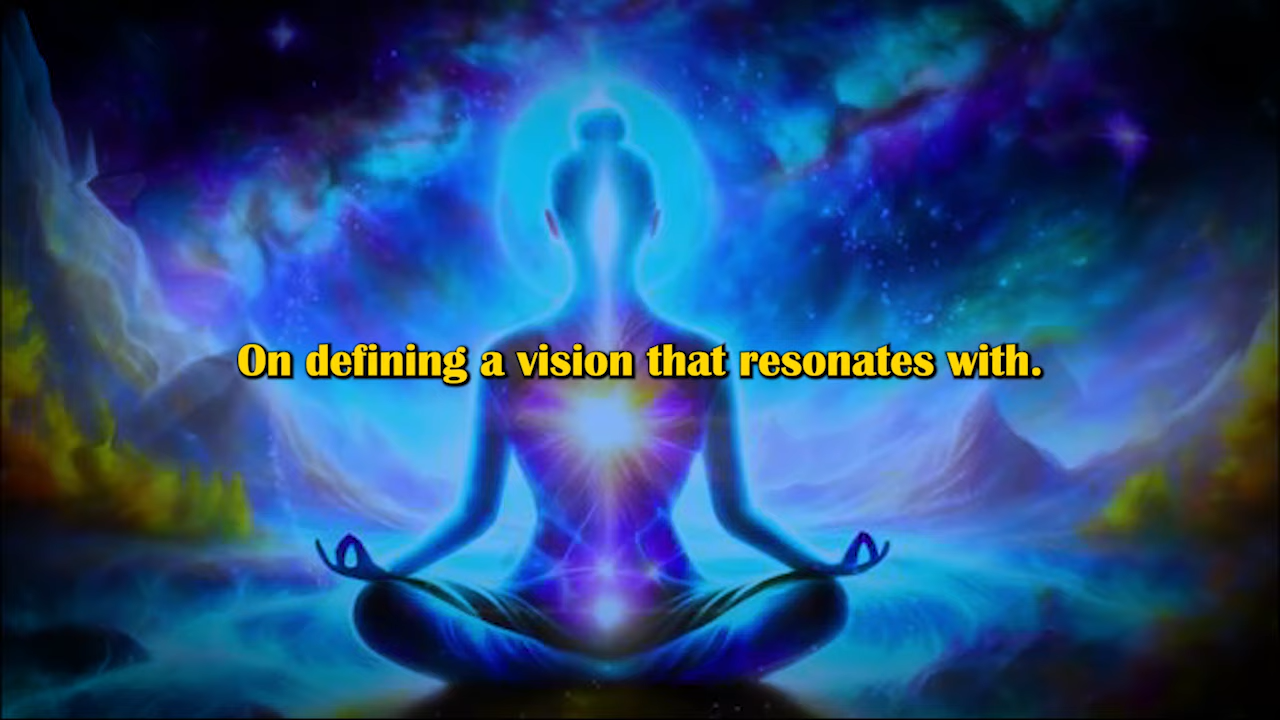 On defining a vision that resonates with.